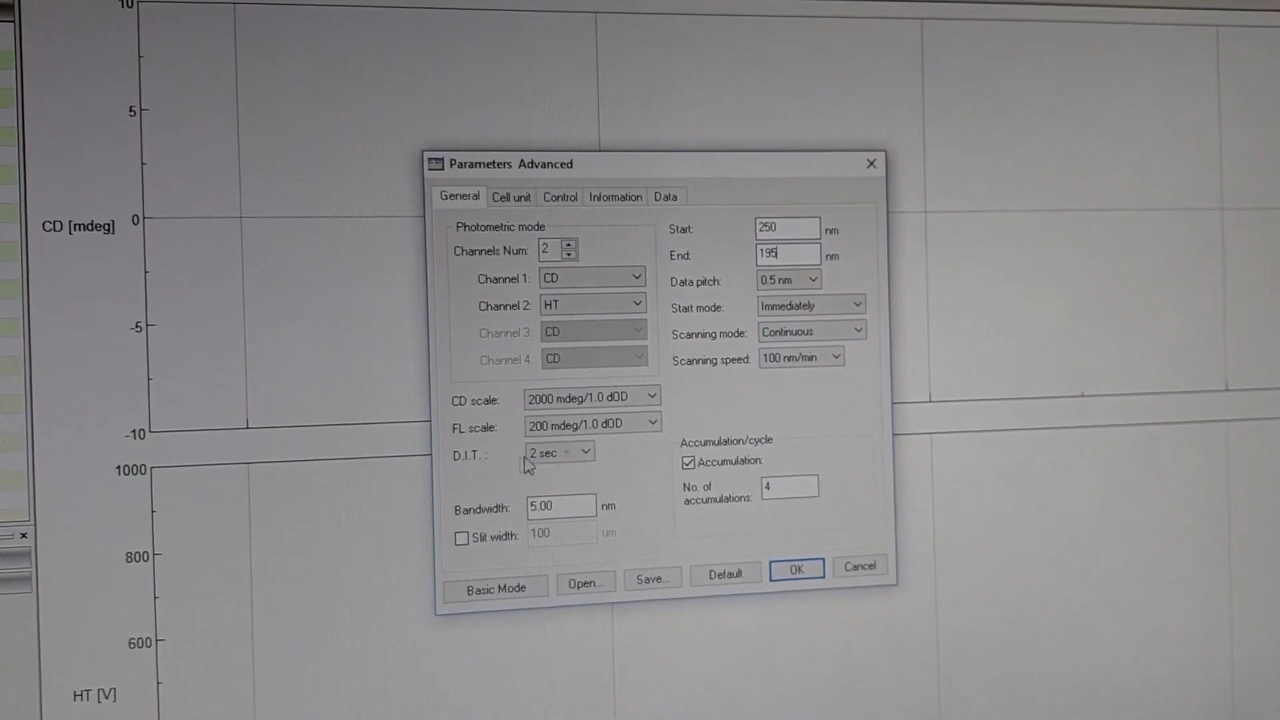 10
5
CD [mdeg]
0
-5
-10
1000
800
600
HT [V]
Parameters Advanced
General Cell unit Control Information Data
Photometric mode
Channels Num: 2
Channel 1: CD
Channel 2: HT
Channel 3: CD
Channel 4: CD
CD scale: 2000 mdeg/1.0 dOD
FL scale: 200 mdeg/1.0 dOD
D.I.T. : 2 sec
Bandwidth: 5.00 nm
Slit width: 100 um
Start: 250 nm
End: 195 nm
Data pitch: 0.5 nm
Start mode: Immediately
Scanning mode: Continuous
Scanning speed: 100 nm/min
Accumulation/cycle
Accumulation:
No. of
accumulations: 4
Basic Mode Open... Save... Default OK Cancel